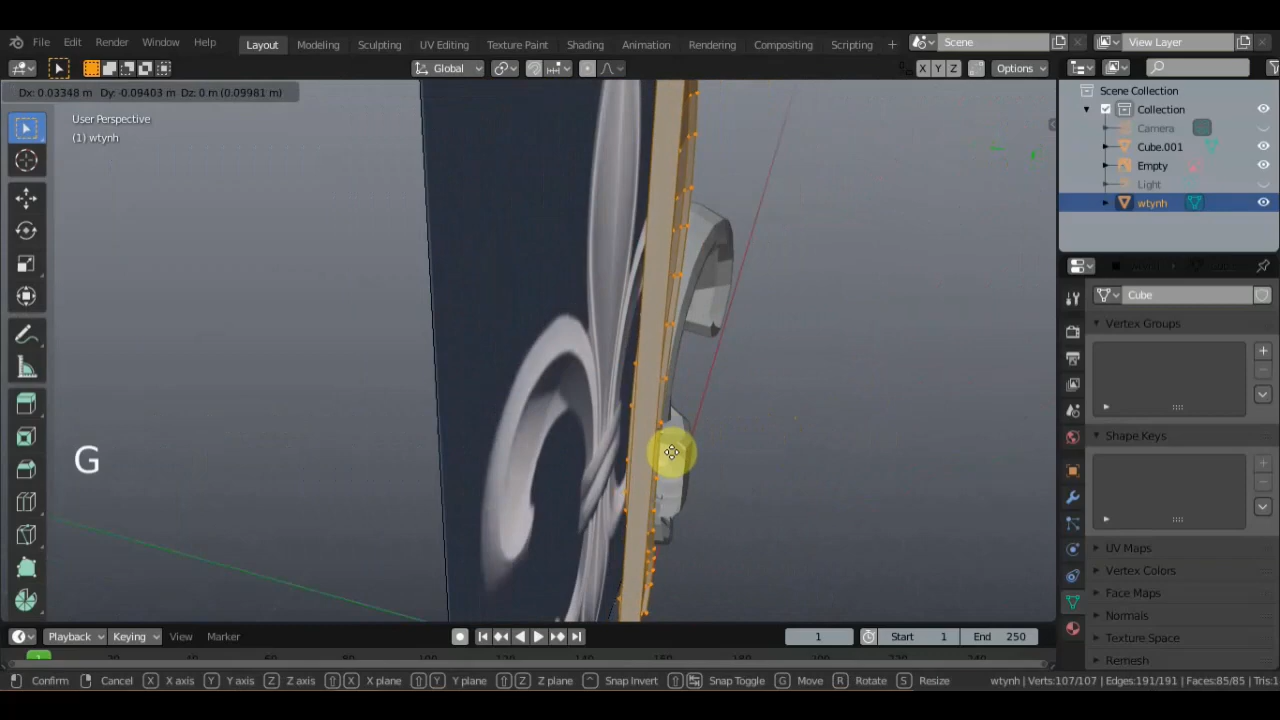 File Edit Render Window Help Layout Modeling Sculpting UV Editing Texture Paint Shading Animation Rendering Compositing Scripting + Scene View Layer
Global X Y Z Options
Dx: 0.03348 m Dy: -0.09403 m Dz: 0 m (0.09981 m)
Scene Collection
User Perspective
(1) wtynh
Collection
Camera
Cube.001
Empty
Light
wtynh
Cube
Vertex Groups
Shape Keys
G
UV Maps
Vertex Colors
Face Maps
Normals
Texture Space
Remesh
Playback Keying View Marker 1 Start 1 End 250
Confirm Cancel X X axis Y Y axis Z Z axis X X plane Y Y plane Z Z plane Snap Invert Snap Toggle G Move R Rotate S Resize wtynh | Verts:107/107 | Edges:191/191 | Faces:85/85 | Tris:1